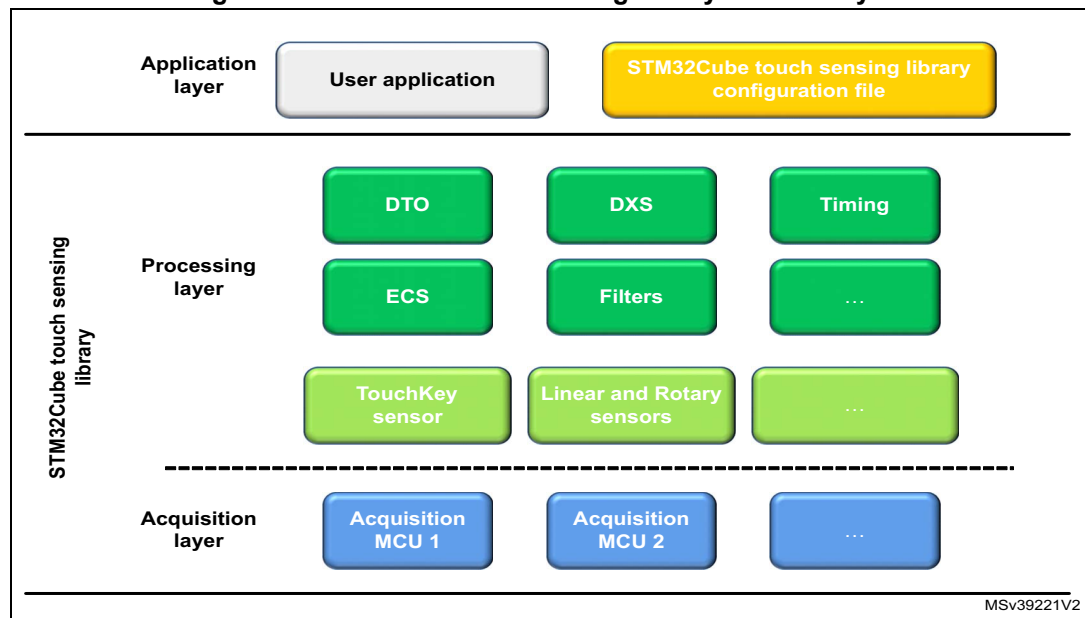 Application
layer
User application
STM32Cube touch sensing library
configuration file
STM32Cube touch sensing
library
Processing
layer
DTO
DXS
Timing
ECS
Filters
...
TouchKey
sensor
Linear and Rotary
sensors
...
Acquisition
layer
Acquisition
MCU 1
Acquisition
MCU 2
...
MSv39221V2